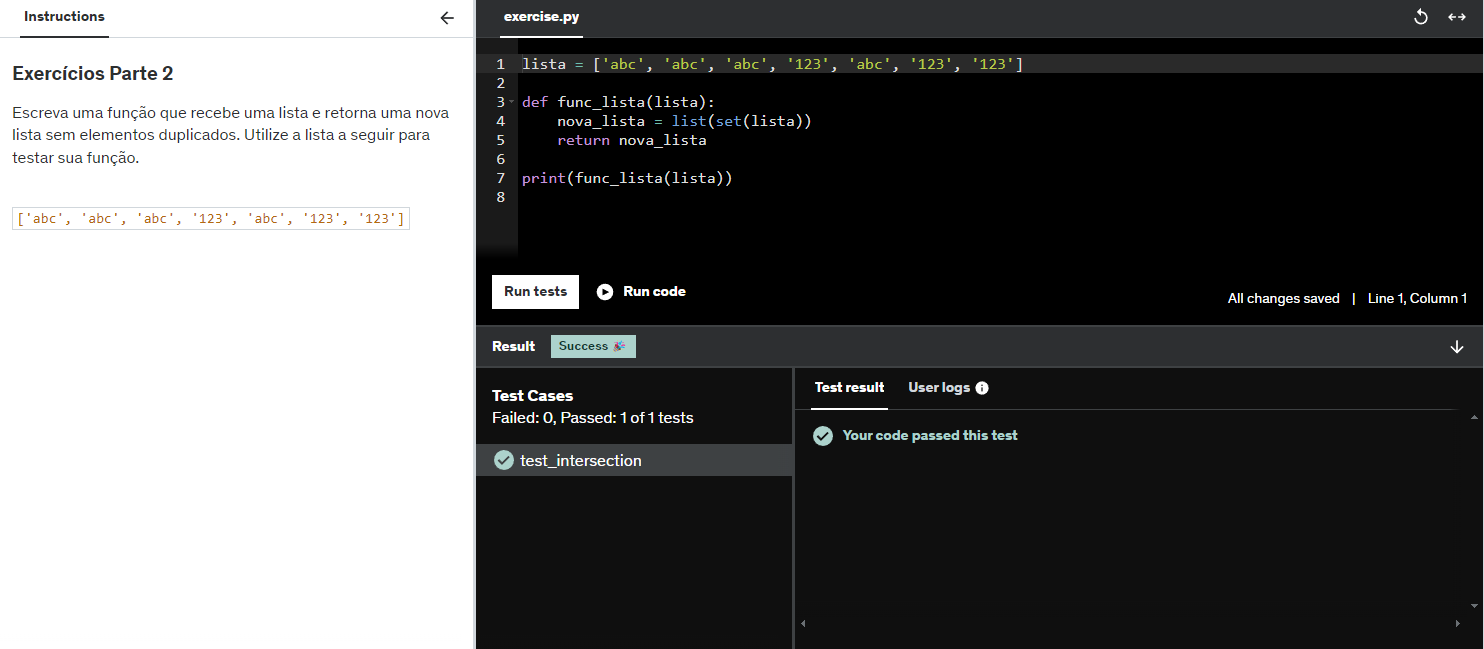 Instructions
Exercícios Parte 2
Escreva uma função que recebe uma lista e retorna uma nova
lista sem elementos duplicados. Utilize a lista a seguir para
testar sua função.
['abc', 'abc', 'abc', '123', 'abc', '123', '123']
exercise.py
1 lista = ['abc', 'abc', 'abc', '123', 'abc', '123', '123']
2
3 def func_lista(lista):
4     nova_lista = list(set(lista))
5     return nova_lista
6
7 print(func_lista(lista))
8
Run tests Run code
All changes saved | Line 1, Column 1
Result Success 🎉
Test Cases
Failed: 0, Passed: 1 of 1 tests
test_intersection
Test result User logs
Your code passed this test